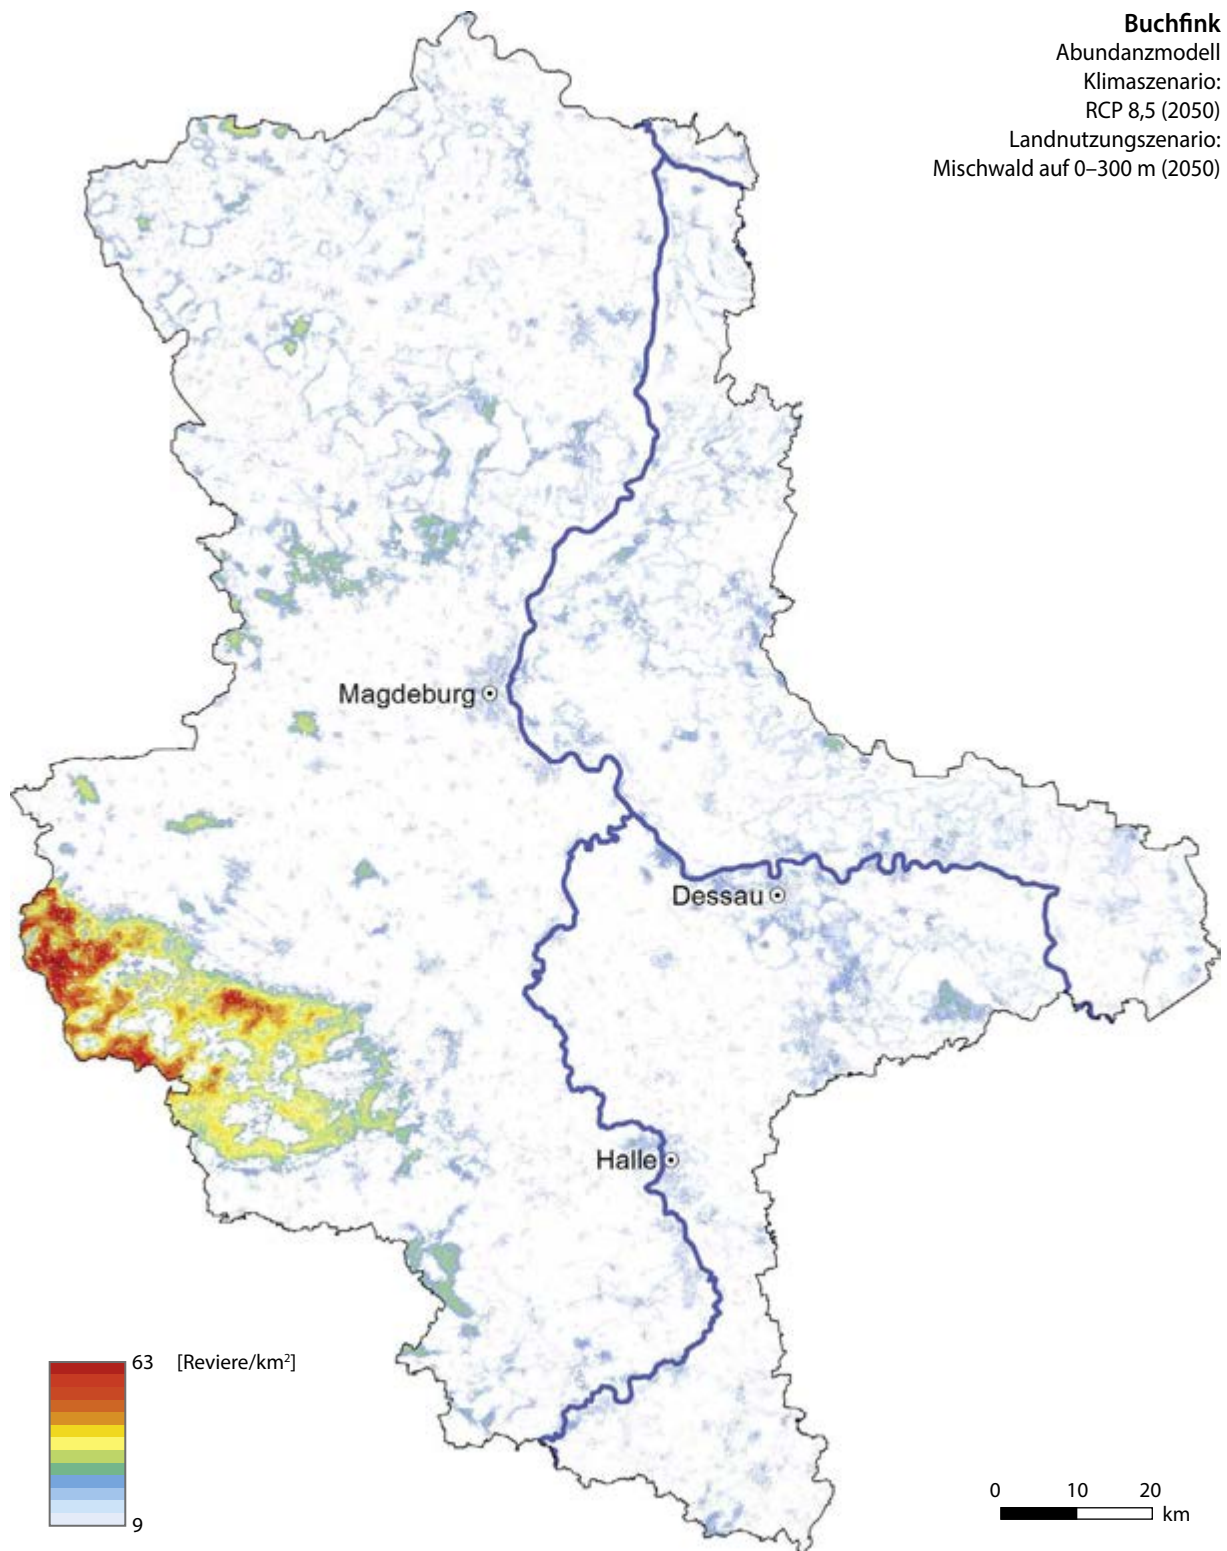 Buchfink
Abundanzmodell
Klimaszenario:
RCP 8,5 (2050)
Landnutzungszenario:
Mischwald auf 0–300 m (2050)
Magdeburg
Dessau
Halle
63 [Reviere/km²]
9
0 10 20
km